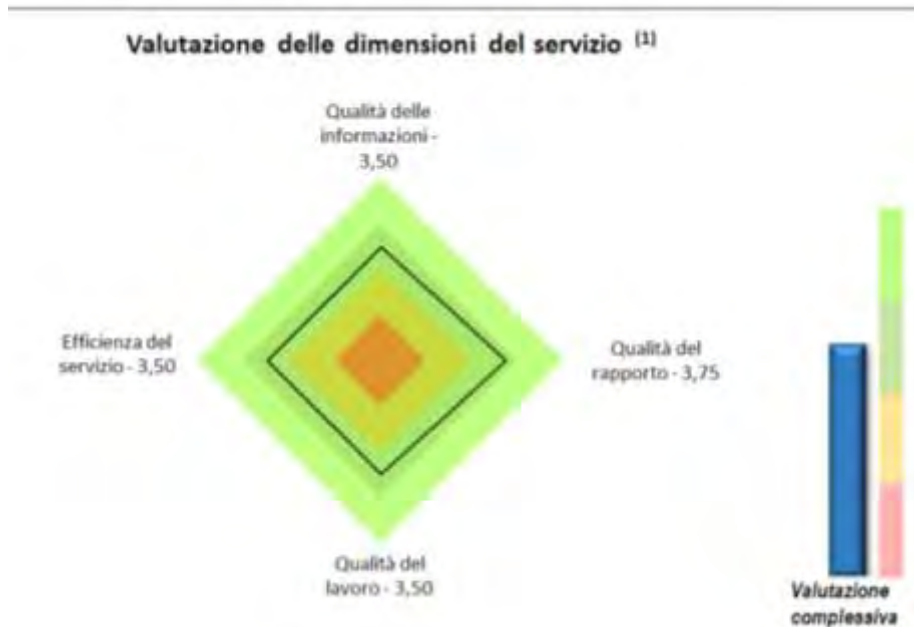 Valutazione delle dimensioni del servizio (1)
Qualità delle
informazioni -
3,50
Efficienza del
servizio - 3,50
Qualità del
rapporto - 3,75
Qualità del
lavoro - 3,50
Valutazione
complessiva